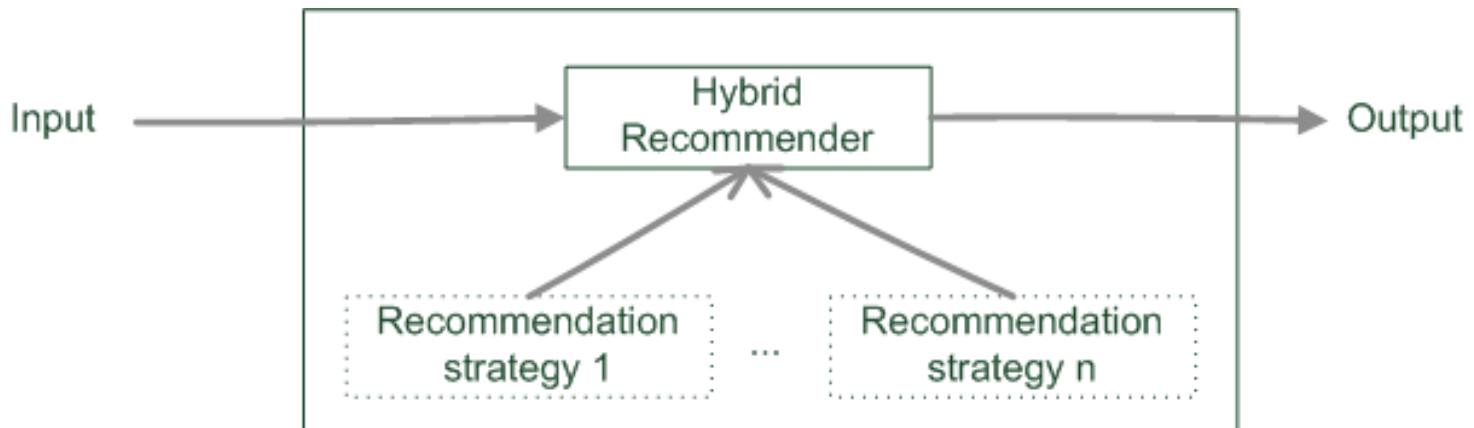 Input
Hybrid
Recommender
Output
Recommendation
strategy 1
...
Recommendation
strategy n